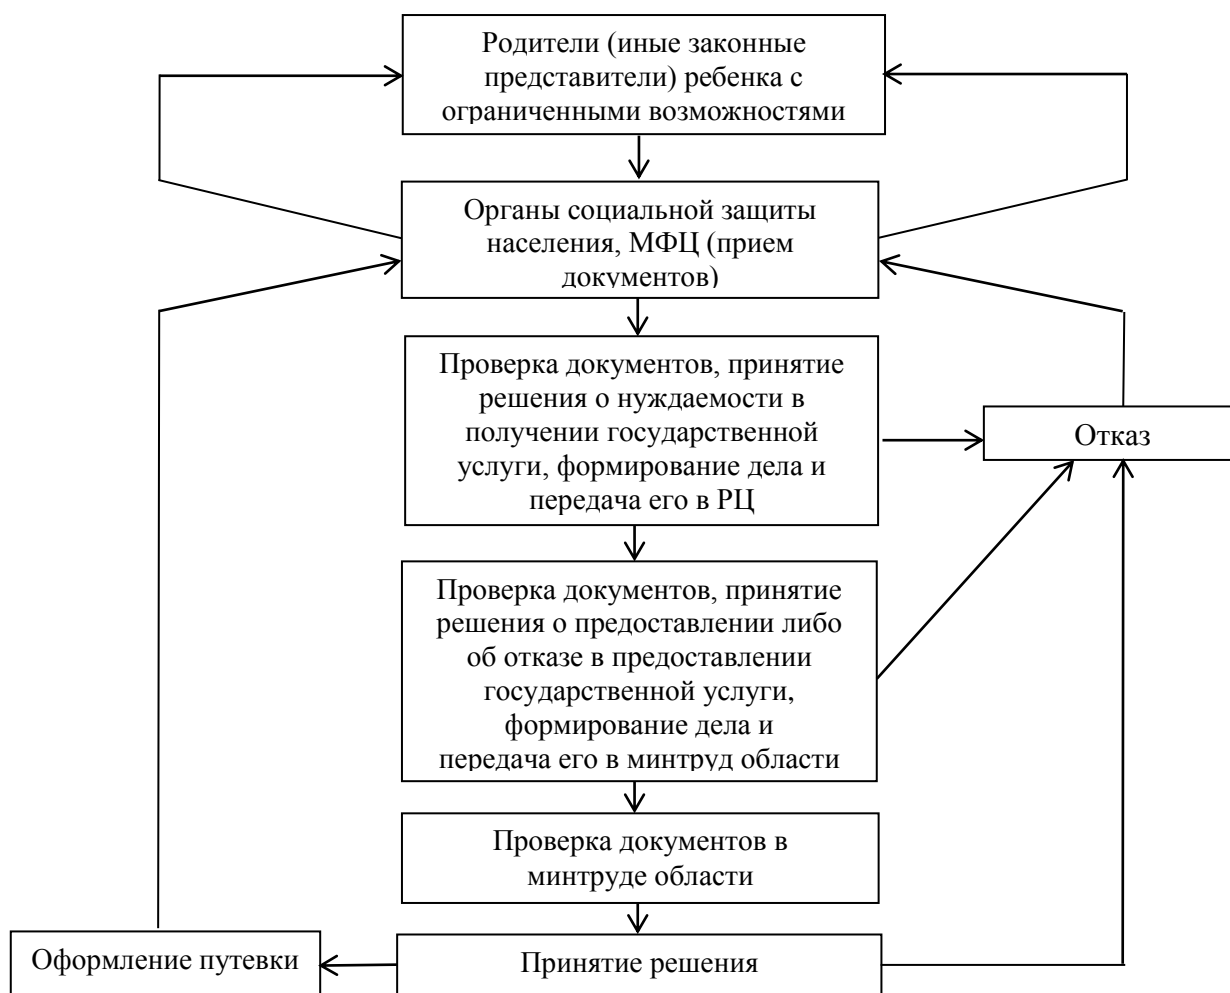 Родители (иные законные
представители) ребенка с
ограниченными возможностями
Органы социальной защиты
населения, МФЦ (прием
документов)
Проверка документов, принятие
решения о нуждаемости в
получении государственной
услуги, формирование дела и
передача его в РЦ
Отказ
Проверка документов, принятие
решения о предоставлении либо
об отказе в предоставлении
государственной услуги,
формирование дела и
передача его в минтруд области
Проверка документов в
минтруде области
Оформление путевки
Принятие решения